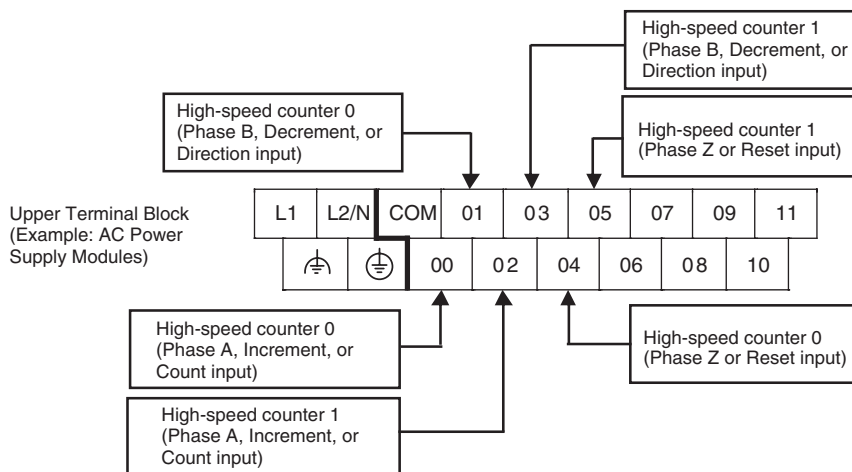 High-speed counter 1
(Phase B, Decrement, or
Direction input)
High-speed counter 0
(Phase B, Decrement, or
Direction input)
High-speed counter 1
(Phase Z or Reset input)
Upper Terminal Block
(Example: AC Power
Supply Modules)
L1 L2/N COM 01 03 05 07 09 11
00 02 04 06 08 10
High-speed counter 0
(Phase A, Increment, or
Count input)
High-speed counter 0
(Phase Z or Reset input)
High-speed counter 1
(Phase A, Increment, or
Count input)